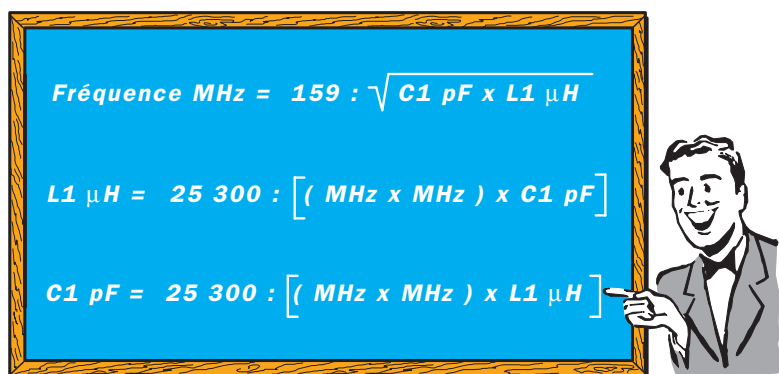 Fréquence MHz = 159 : √ C1 pF x L1 µH
L1 µH = 25 300 : [( MHz x MHz ) x C1 pF]
C1 pF = 25 300 : [( MHz x MHz ) x L1 µH ]